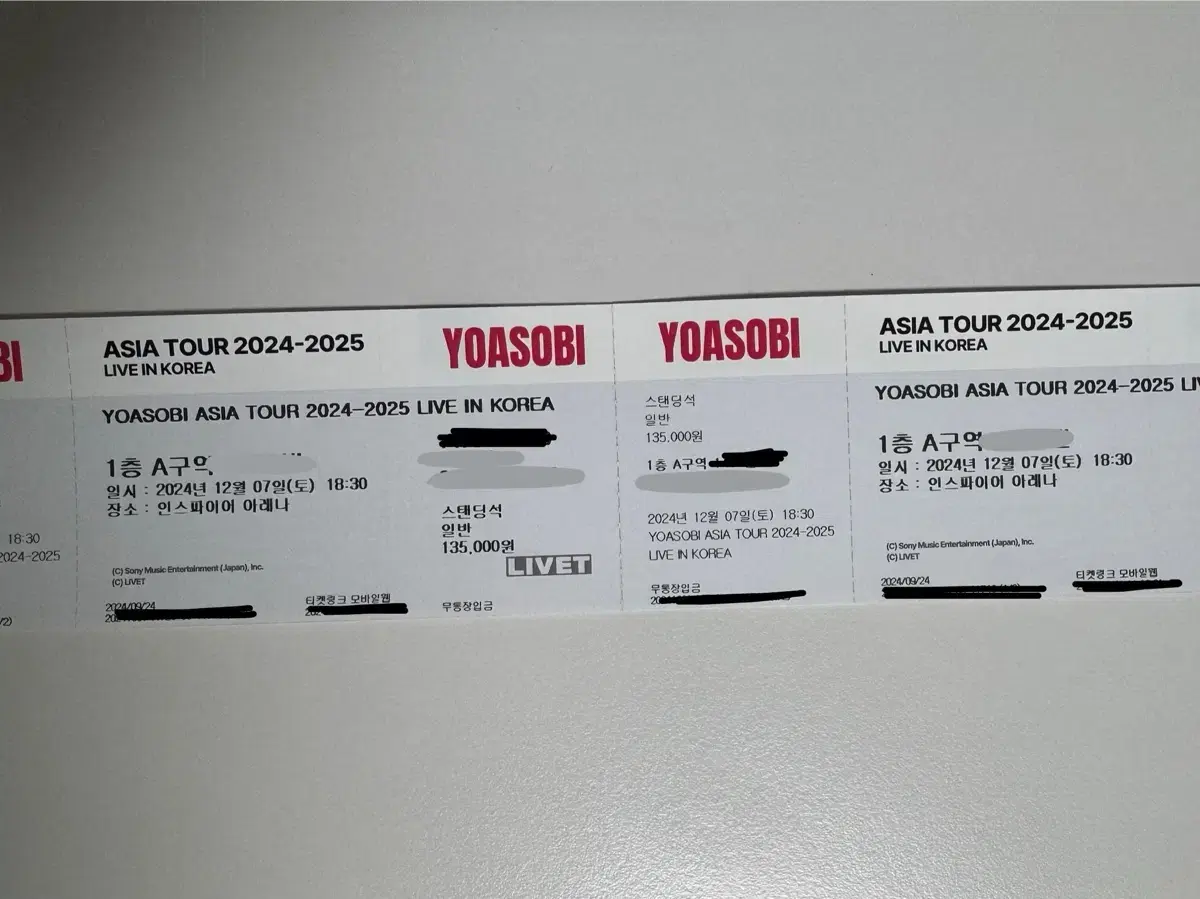 BI
18:30
2024-2025
/2)
ASIA TOUR 2024-2025
LIVE IN KOREA
YOASOBI
YOASOBI ASIA TOUR 2024-2025 LIVE IN KOREA
1층 A구역
일시 : 2024년 12월 07일(토) 18:30
장소 : 인스파이어 아레나
스탠딩석
일반
135,000원
LIVET
(C) Sony Music Entertainment (Japan), Inc.
(C) LIVET
2024/09/24
티켓링크 모바일웹
무통장입금
YOASOBI
스탠딩석
일반
135,000원
1층 A구역
2024년 12월 07일(토) 18:30
YOASOBI ASIA TOUR 2024-2025
LIVE IN KOREA
무통장입금
ASIA TOUR 2024-2025
LIVE IN KOREA
YOASOBI ASIA TOUR 2024-2025 LIV
1층 A구역
일시 : 2024년 12월 07일(토) 18:30
장소 : 인스파이어 아레나
(C) Sony Music Entertainment (Japan), Inc.
(C) LIVET
2024/09/24
티켓링크 모바일웹